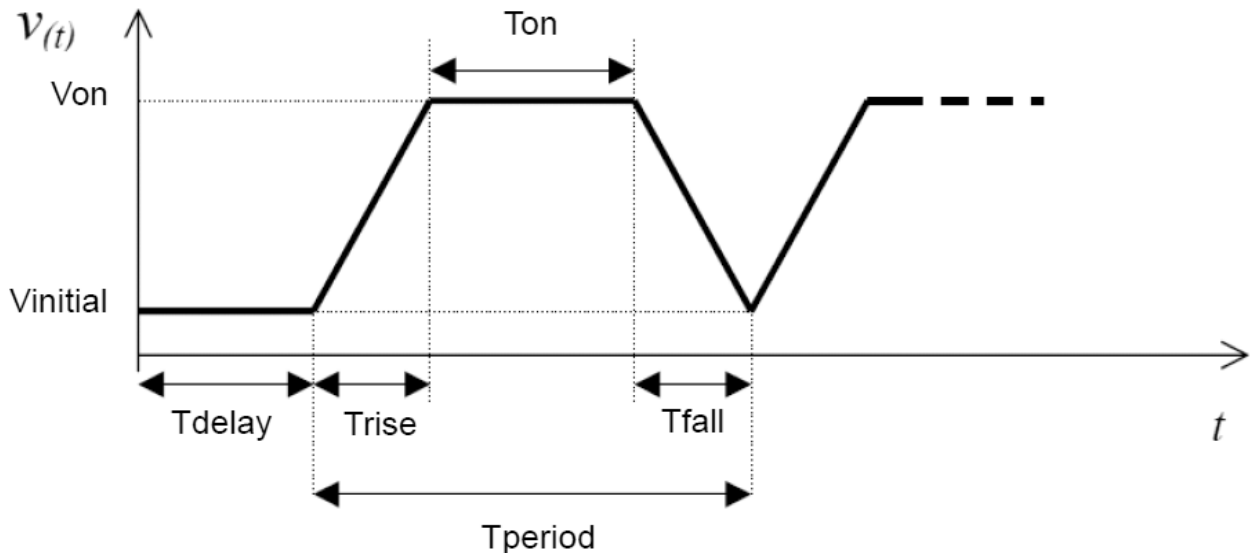 v(t)
Ton
Von
Vinitial
Tdelay
Trise
Tfall
t
Tperiod